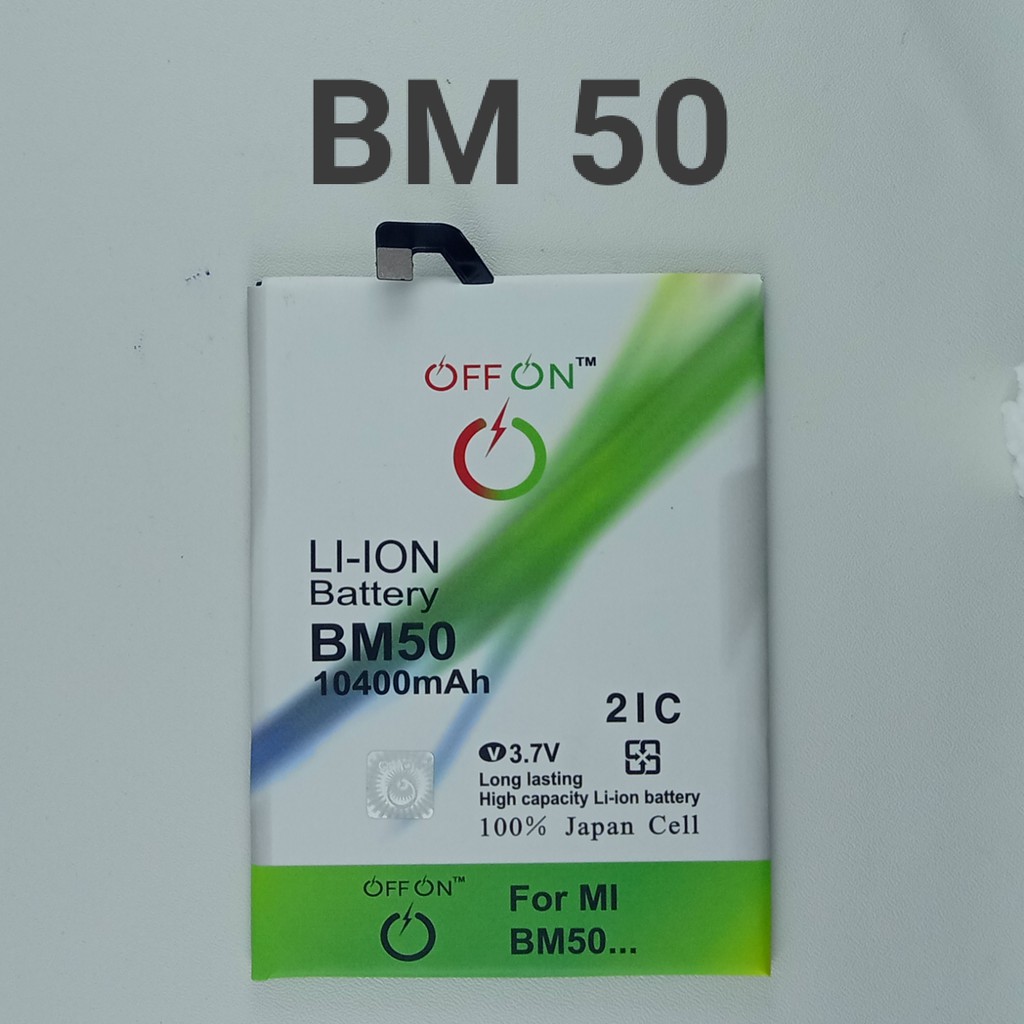 BM 50
OFF ON™
LI-ION
Battery
BM50
10400mAh
2IC
V 3.7V
Long lasting
High capacity Li-ion battery
100% Japan Cell
OFF ON™
For MI
BM50...